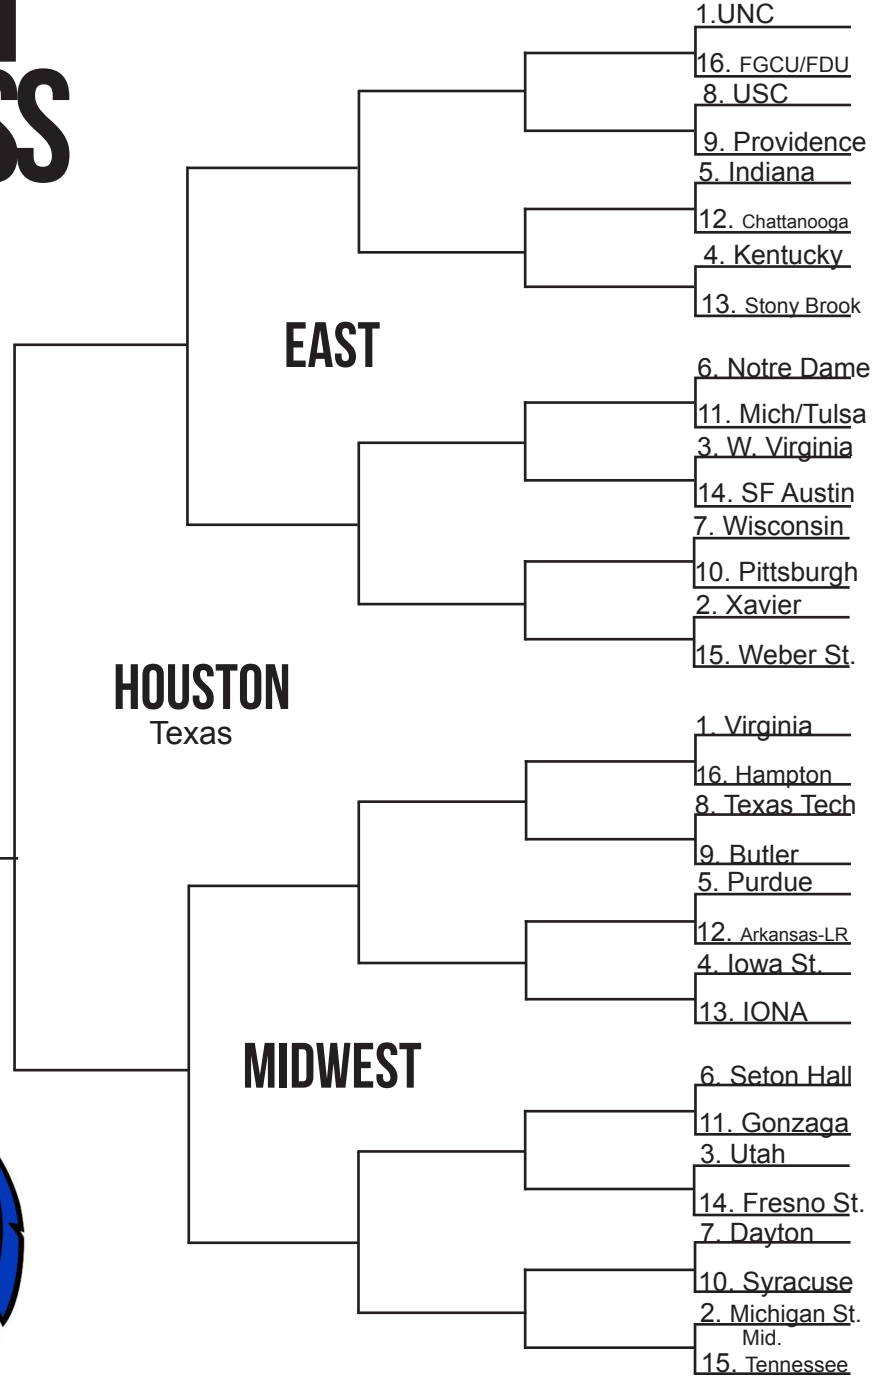 SS
1.UNC
16. FGCU/FDU
8. USC
9. Providence
5. Indiana
12. Chattanooga
4. Kentucky
13. Stony Brook
EAST
6. Notre Dame
11. Mich/Tulsa
3. W. Virginia
14. SF Austin
7. Wisconsin
10. Pittsburgh
2. Xavier
15. Weber St.
HOUSTON
Texas
1. Virginia
16. Hampton
8. Texas Tech
9. Butler
5. Purdue
12. Arkansas-LR
4. Iowa St.
13. IONA
MIDWEST
6. Seton Hall
11. Gonzaga
3. Utah
14. Fresno St.
7. Dayton
10. Syracuse
2. Michigan St.
Mid.
15. Tennessee